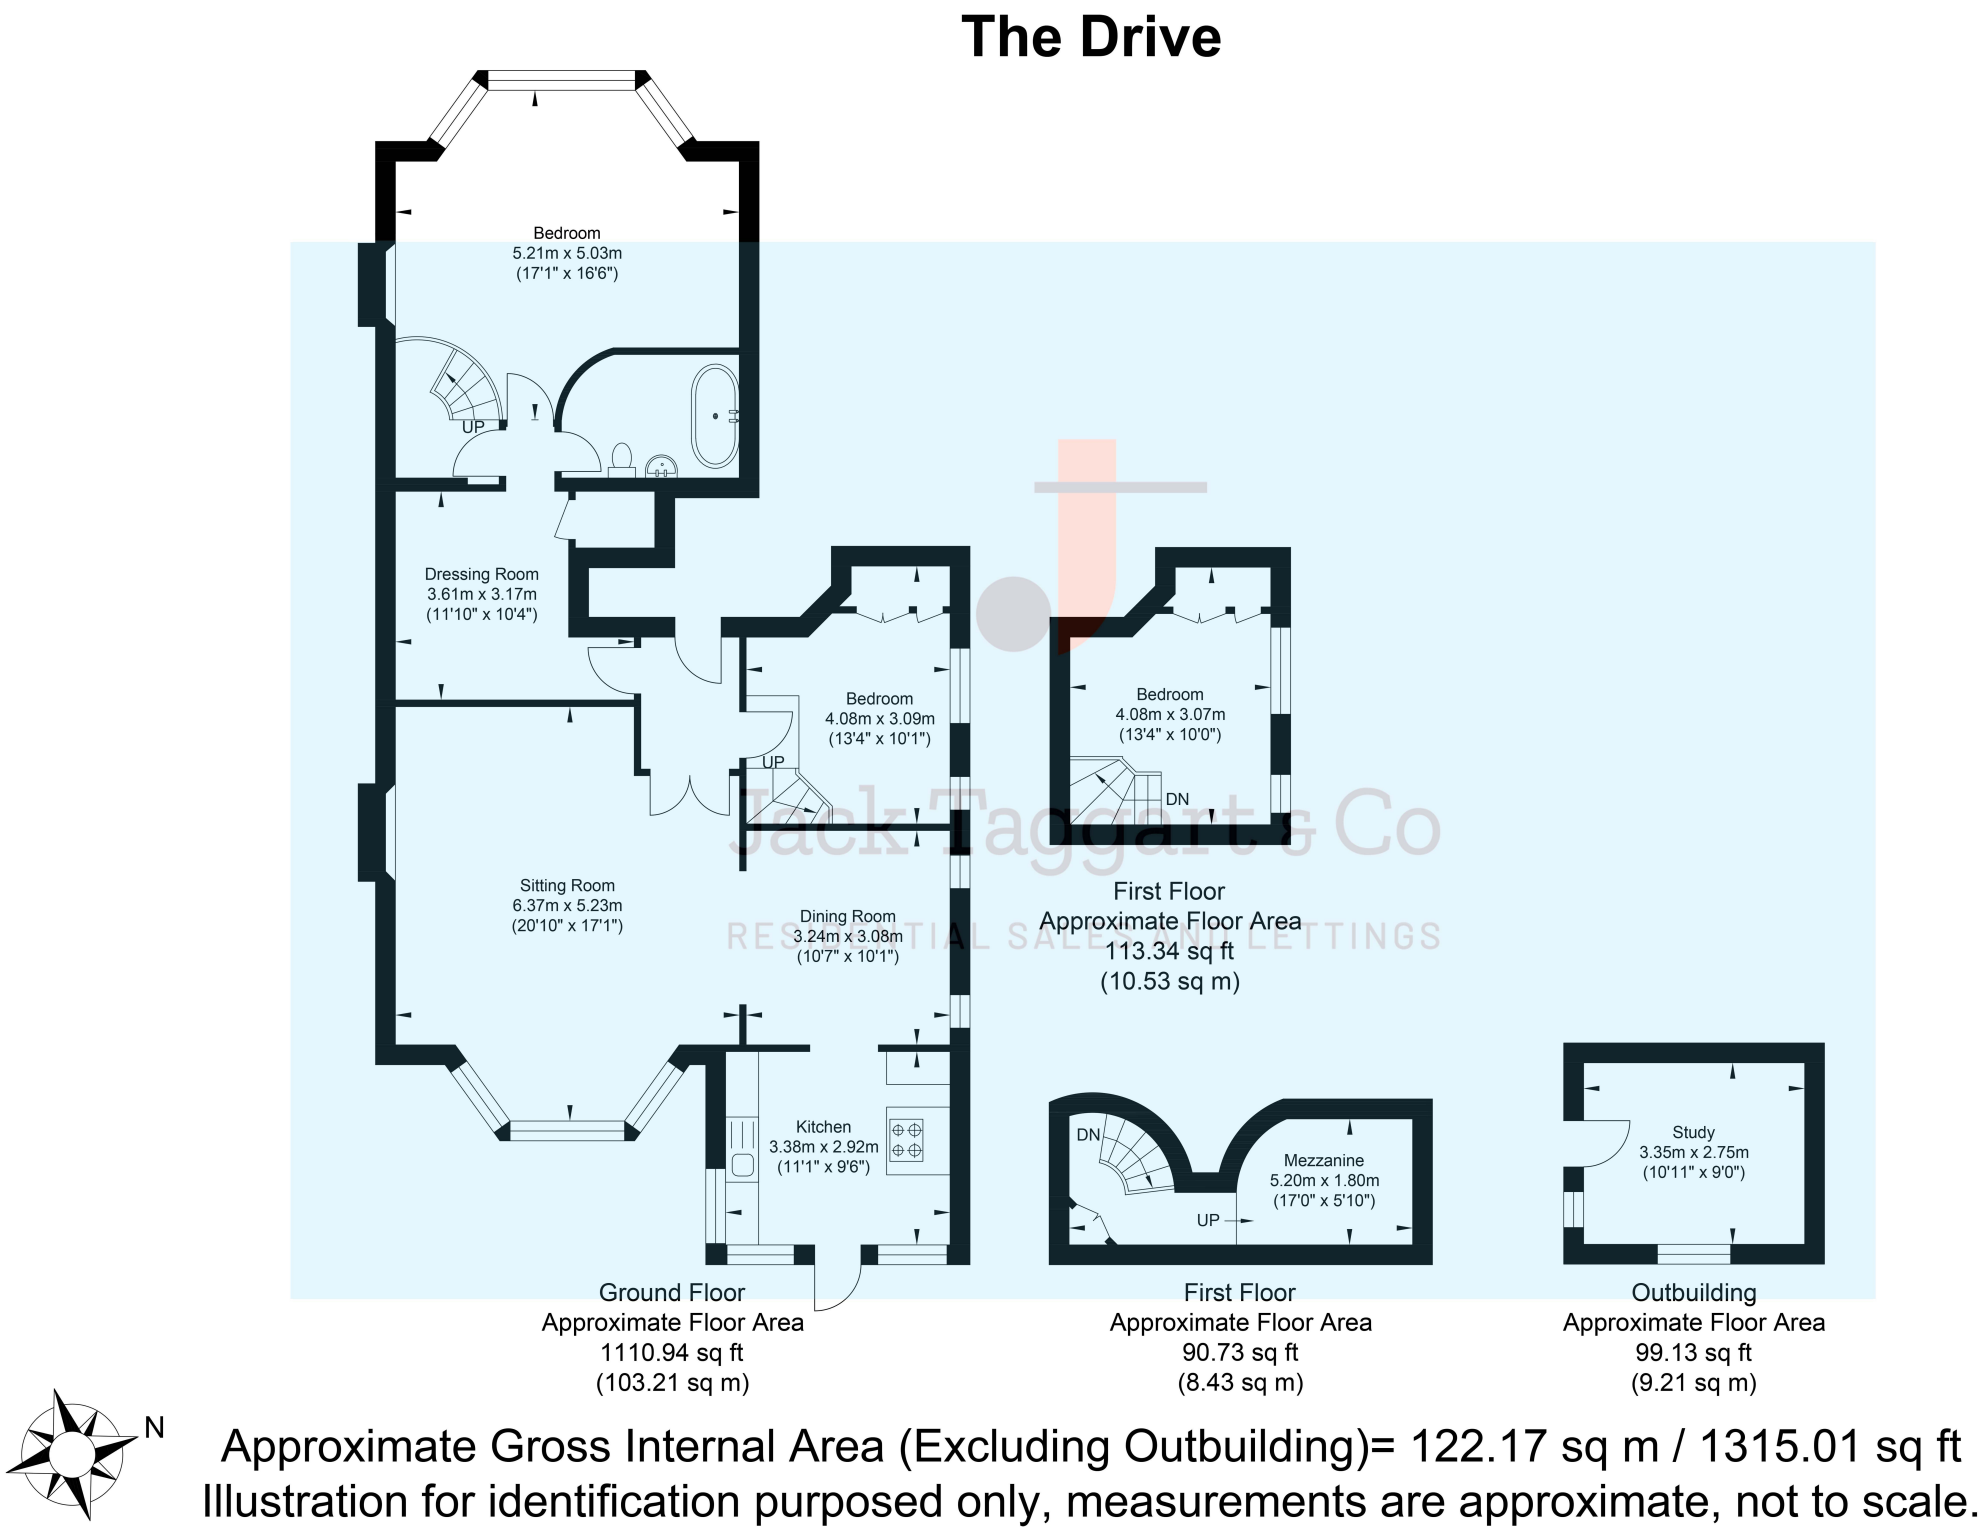 The Drive
Bedroom
5.21m x 5.03m
(17'1" x 16'6")
UP
Dressing Room
3.61m x 3.17m
(11'10" x 10'4")
Bedroom
4.08m x 3.09m
(13'4" x 10'1")
UP
Bedroom
4.08m x 3.07m
(13'4" x 10'0")
DN
Jack Taggart & Co
RESIDENTIAL SALES AND LETTINGS
Sitting Room
6.37m x 5.23m
(20'10" x 17'1")
Dining Room
3.24m x 3.08m
(10'7" x 10'1")
First Floor
Approximate Floor Area
113.34 sq ft
(10.53 sq m)
Kitchen
3.38m x 2.92m
(11'1" x 9'6")
DN
Mezzanine
5.20m x 1.80m
(17'0" x 5'10")
UP
Study
3.35m x 2.75m
(10'11" x 9'0")
Ground Floor
Approximate Floor Area
1110.94 sq ft
(103.21 sq m)
First Floor
Approximate Floor Area
90.73 sq ft
(8.43 sq m)
Outbuilding
Approximate Floor Area
99.13 sq ft
(9.21 sq m)
N
Approximate Gross Internal Area (Excluding Outbuilding)= 122.17 sq m / 1315.01 sq ft
Illustration for identification purposed only, measurements are approximate, not to scale.